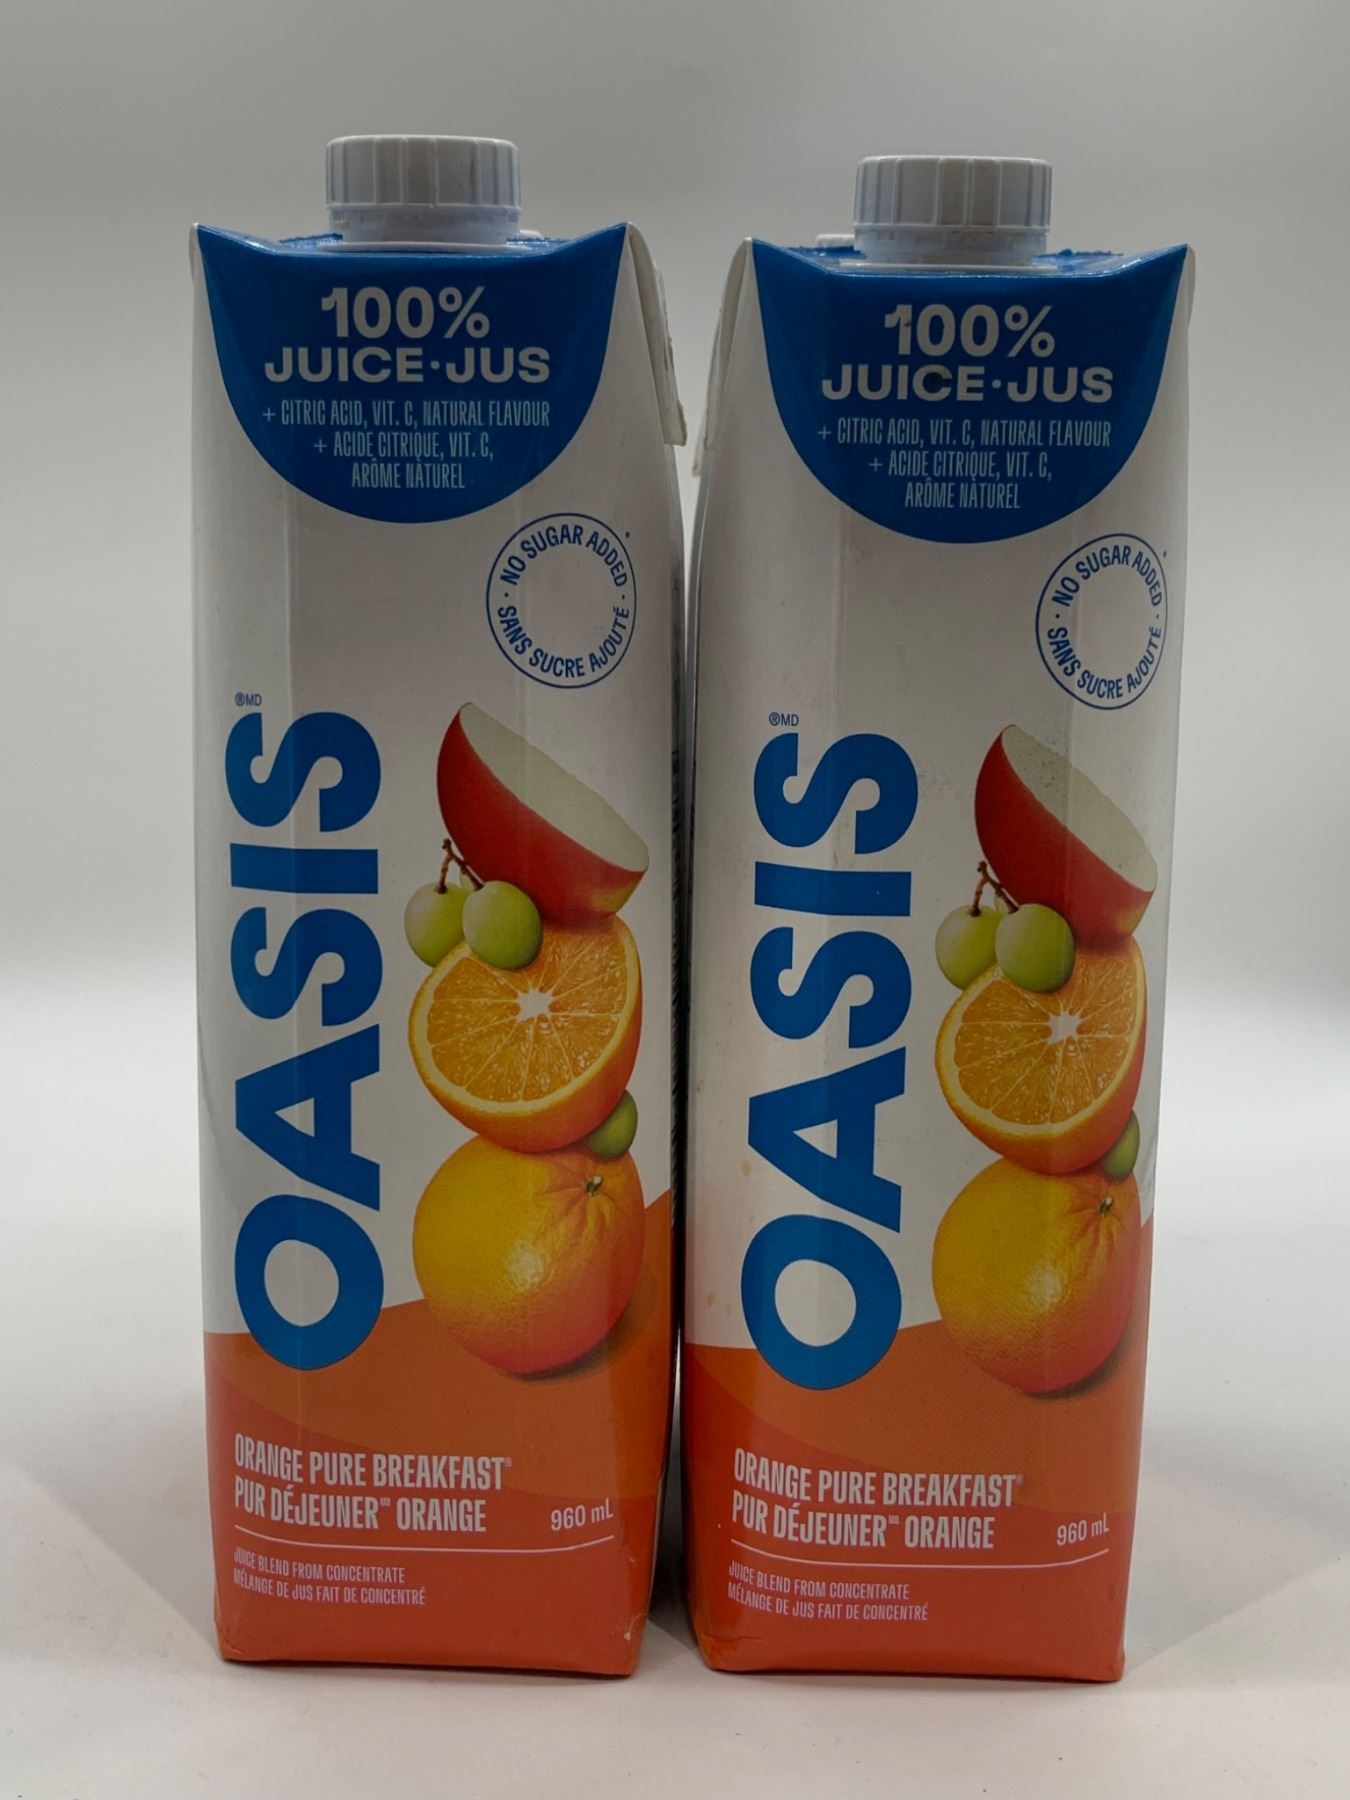 100%
JUICE·JUS
+ CITRIC ACID, VIT. C, NATURAL FLAVOUR
+ ACIDE CITRIQUE, VIT. C,
ARÔME NATUREL
· NO SUGAR ADDED ·
SANS SUCRE AJOUTÉ
®MD
OASIS
ORANGE PURE BREAKFAST®
PUR DÉJEUNER MD ORANGE
960 mL
JUICE BLEND FROM CONCENTRATE
MÉLANGE DE JUS FAIT DE CONCENTRÉ
100%
JUICE·JUS
+ CITRIC ACID, VIT. C, NATURAL FLAVOUR
+ ACIDE CITRIQUE, VIT. C,
ARÔME NATUREL
· NO SUGAR ADDED ·
SANS SUCRE AJOUTÉ
®MD
OASIS
ORANGE PURE BREAKFAST®
PUR DÉJEUNER MD ORANGE
960 mL
JUICE BLEND FROM CONCENTRATE
MÉLANGE DE JUS FAIT DE CONCENTRÉ